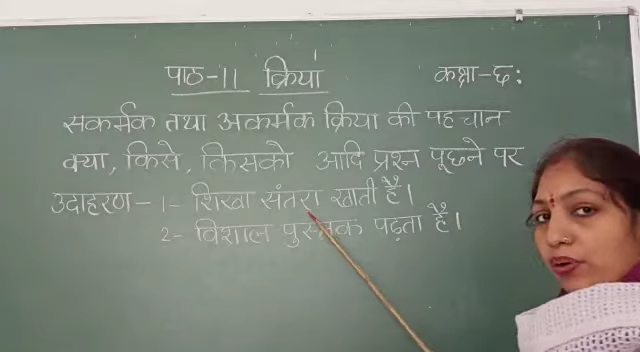 पाठ-11 क्रिया कक्षा-छः
सकर्मक तथा अकर्मक क्रिया की पहचान
क्या, किसे, किसको आदि प्रश्न पूछने पर
उदाहरण - 1- शिखा संतरा खाती है।
2- विशाल पुस्तक पढ़ता है।